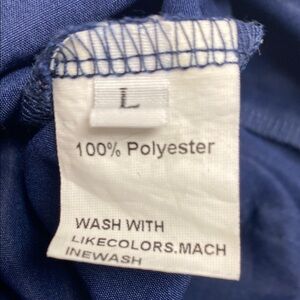 L
100% Polyester
WASH WITH
LIKECOLORS.MACH
INEWASH